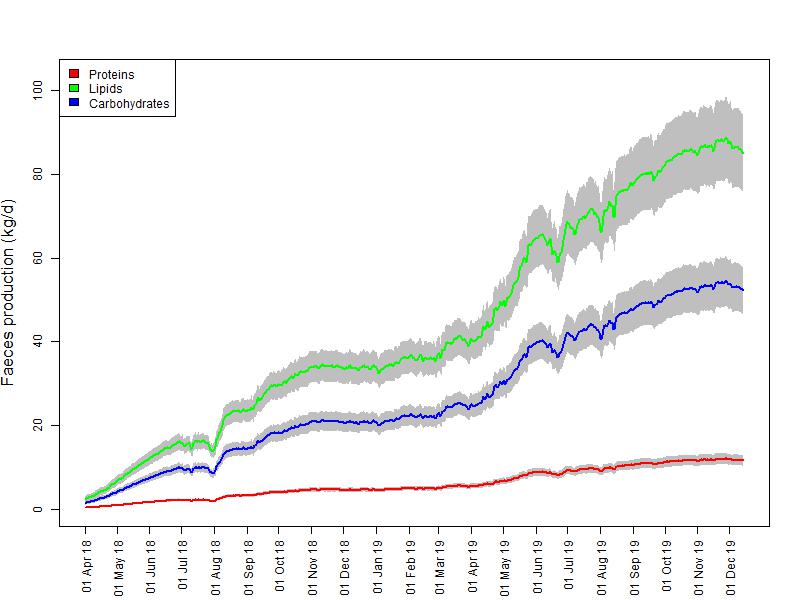 Proteins
Lipids
Carbohydrates
Faeces production (kg/d)
100
80
60
40
20
0
01 Apr 18
01 May 18
01 Jun 18
01 Jul 18
01 Aug 18
01 Sep 18
01 Oct 18
01 Nov 18
01 Dec 18
01 Jan 19
01 Feb 19
01 Mar 19
01 Apr 19
01 May 19
01 Jun 19
01 Jul 19
01 Aug 19
01 Sep 19
01 Oct 19
01 Nov 19
01 Dec 19